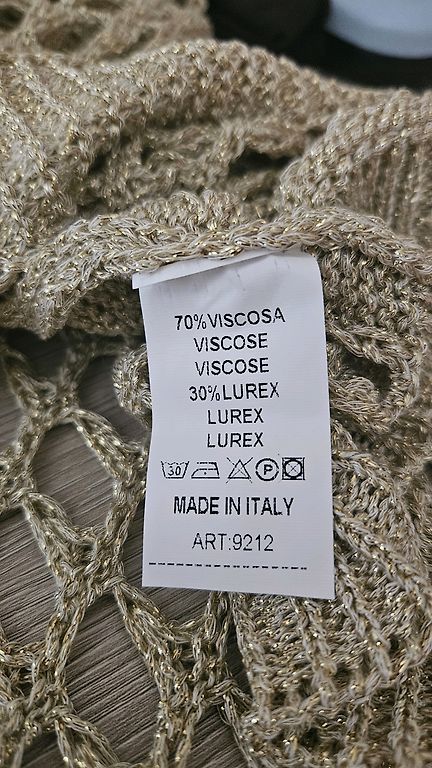 70%VISCOSA
VISCOSE
VISCOSE
30%LUREX
LUREX
LUREX
30 P
MADE IN ITALY
ART:9212